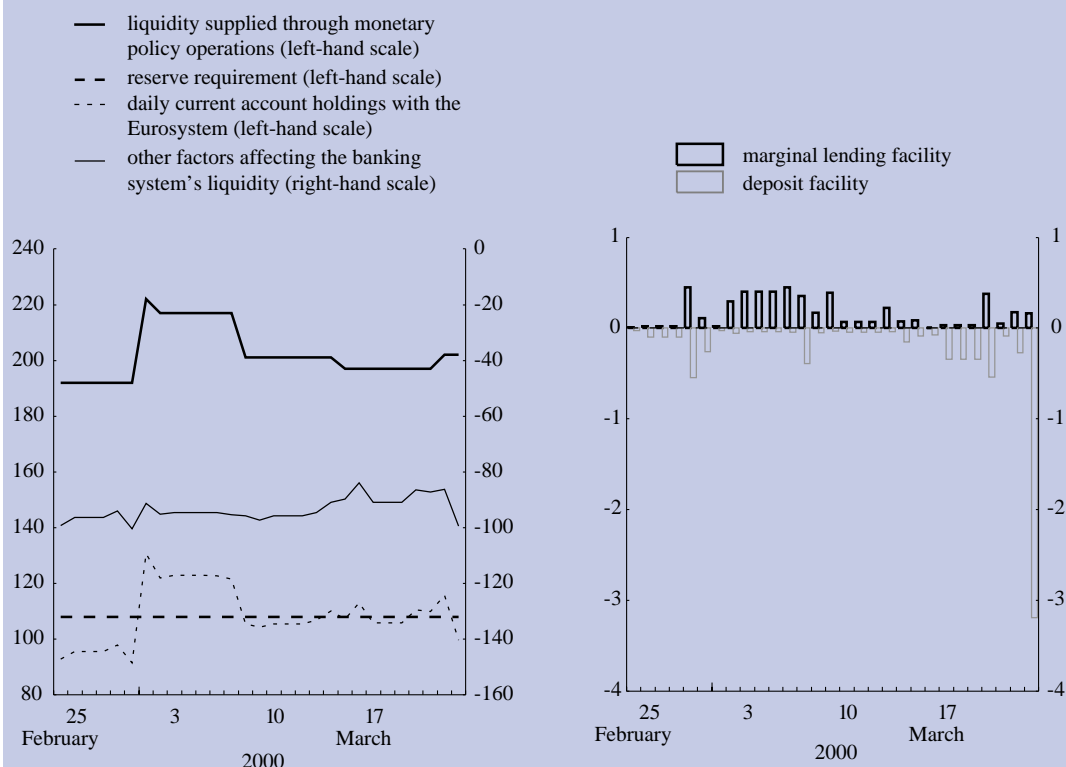 liquidity supplied through monetary
policy operations (left-hand scale)
reserve requirement (left-hand scale)
daily current account holdings with the
Eurosystem (left-hand scale)
other factors affecting the banking
system’s liquidity (right-hand scale)
240
220
200
180
160
140
120
100
80
0
-20
-40
-60
-80
-100
-120
-140
-160
25 3 10 17
February March
2000
marginal lending facility
deposit facility
1
0
-1
-2
-3
-4
1
0
-1
-2
-3
-4
25 3 10 17
February March
2000